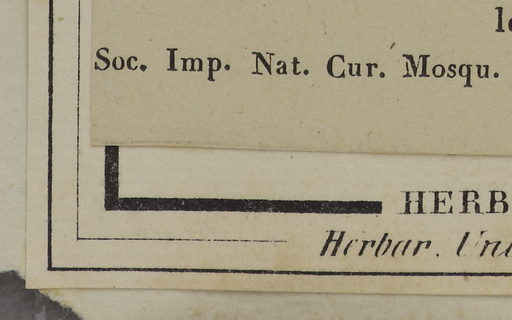 Soc. Imp. Nat. Cur. Mosqu.
HERB
Herbar. Uni